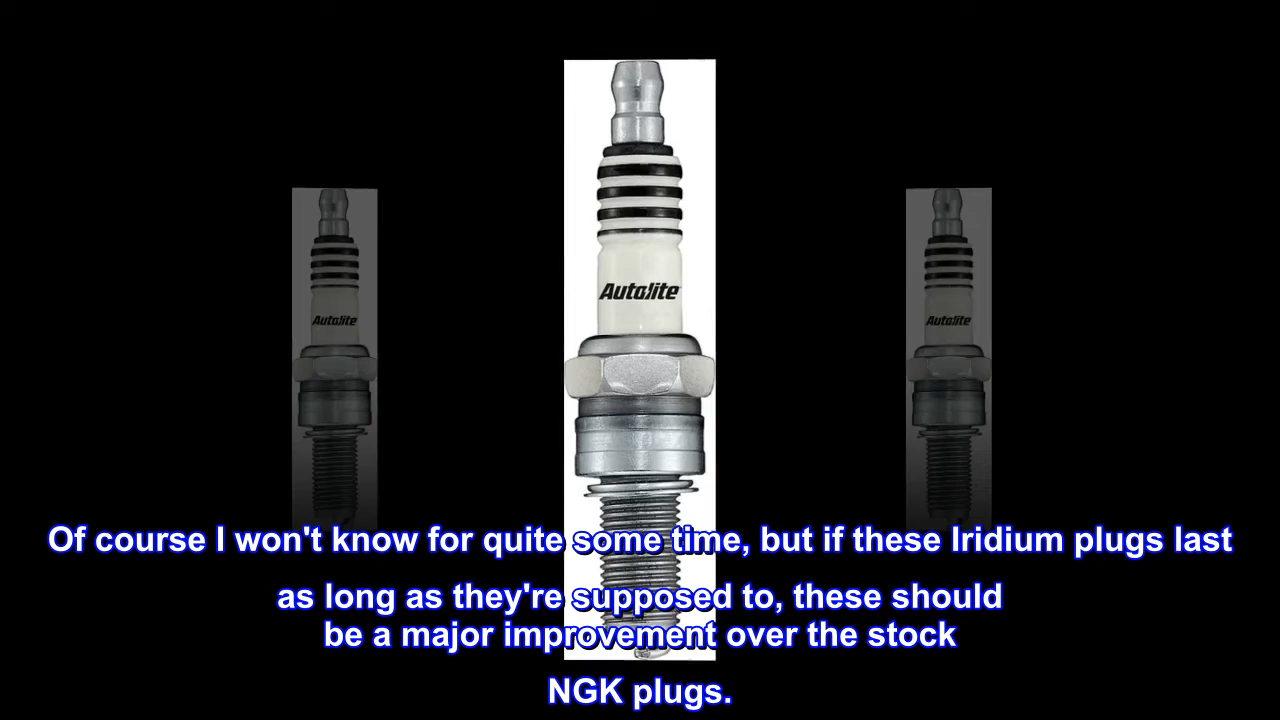 Autolite
Autolite
Autolite
Of course I won't know for quite some time, but if these Iridium plugs last
as long as they're supposed to, these should
be a major improvement over the stock
NGK plugs.